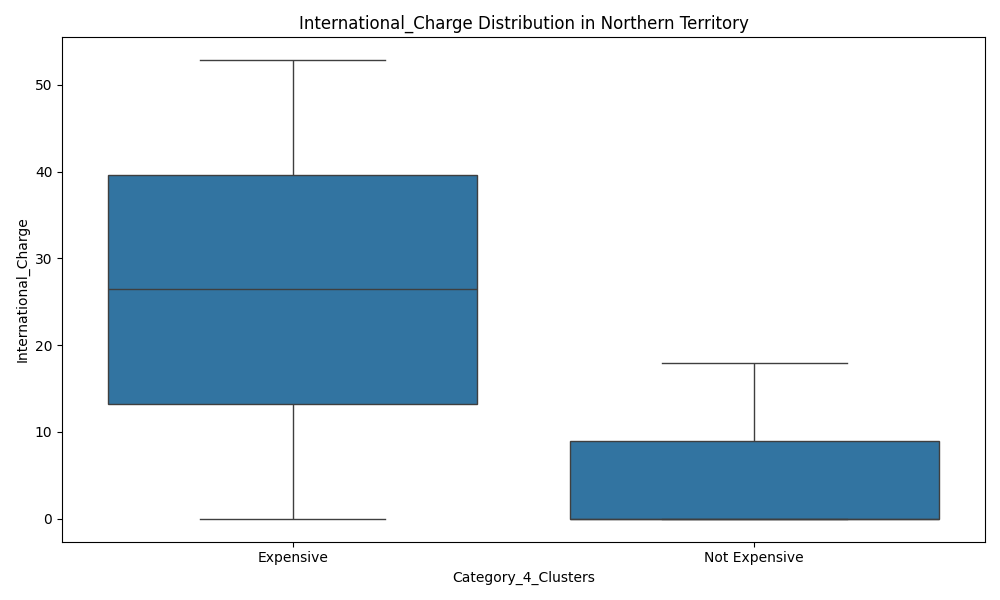 International_Charge Distribution in Northern Territory
International_Charge
50
40
30
20
10
0
Expensive
Not Expensive
Category_4_Clusters